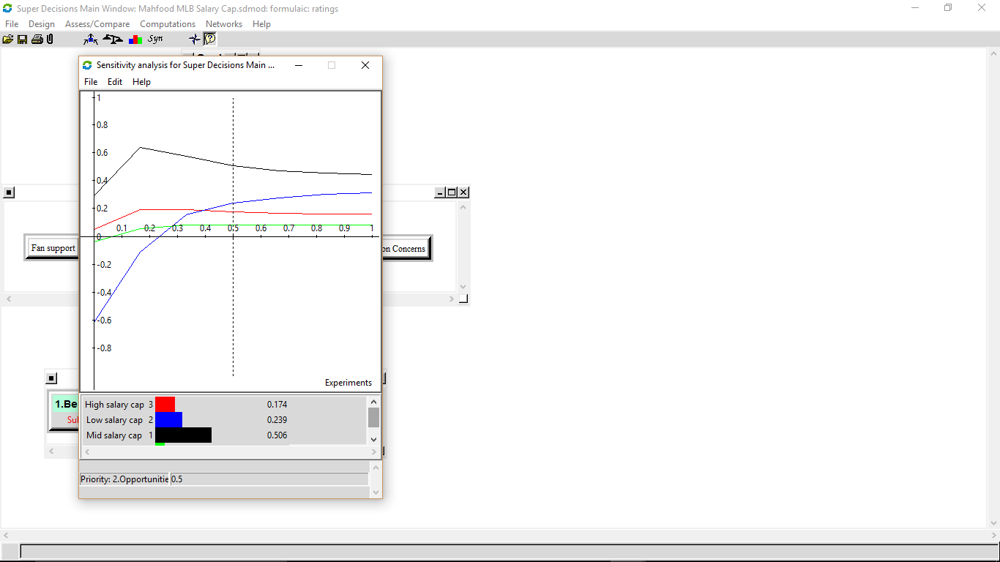 Super Decisions Main Window: Mahfood MLB Salary Cap.sdmod: formulaic: ratings
File Design Assess/Compare Computations Networks Help
Syn
Sensitivity analysis for Super Decisions Main ...
File Edit Help
1
0.8
0.6
0.4
0.2
0 0.1 0.2 0.3 0.4 0.5 0.6 0.7 0.8 0.9 1
-0.2
-0.4
-0.6
-0.8
Experiments
Fan support
on Concerns
1.Be
Sul
High salary cap 3 0.174
Low salary cap 2 0.239
Mid salary cap 1 0.506
Priority: 2.Opportunitie 0.5